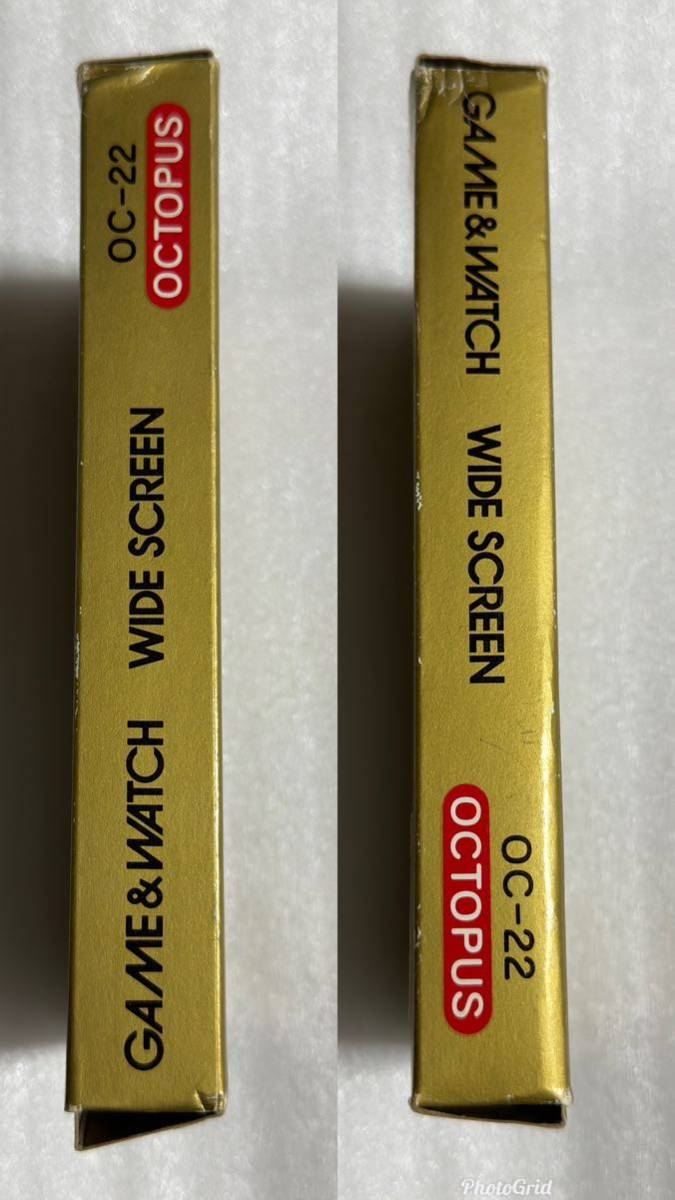 GAME & WATCH WIDE SCREEN
OC-22
OCTOPUS
GAME & WATCH WIDE SCREEN
OC-22
OCTOPUS
PhotoGrid